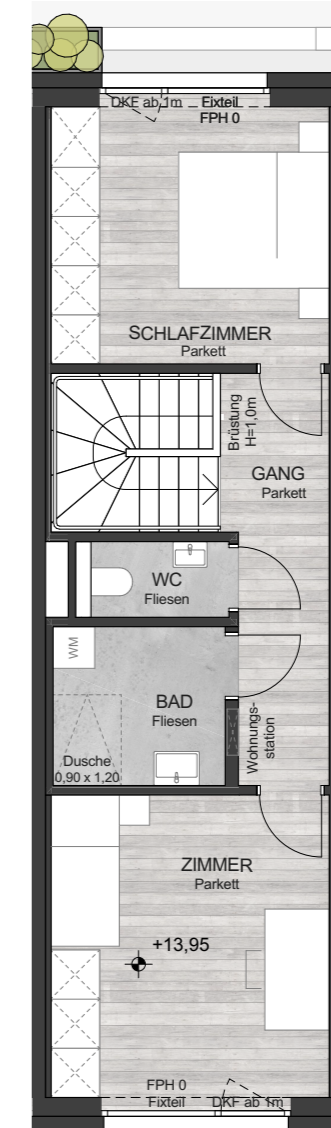 DKF ab 1m Fixteil
FPH 0
SCHLAFZIMMER
Parkett
Brüstung
H=1,0m
GANG
Parkett
WC
Fliesen
WM
BAD
Fliesen
Dusche
0,90 x 1,20
Wohnungs-
station
ZIMMER
Parkett
+13,95
FPH 0
Fixteil DKF ab 1m